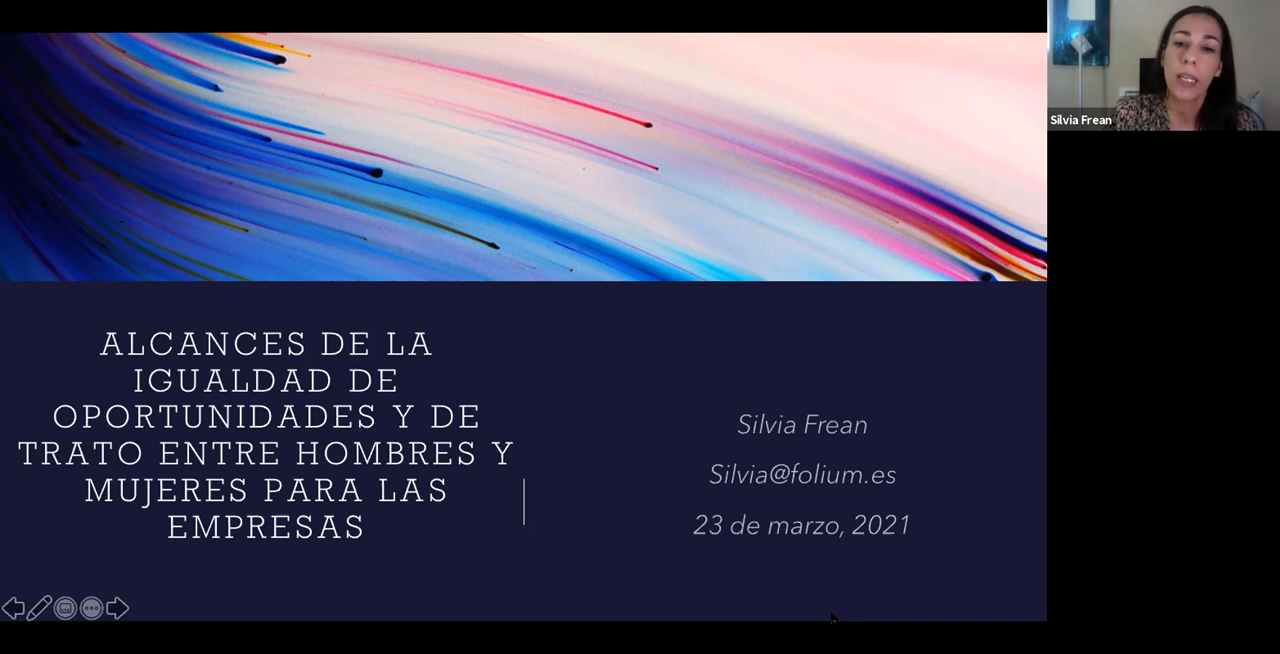 ALCANCES DE LA
IGUALDAD DE
OPORTUNIDADES Y DE
TRATO ENTRE HOMBRES Y
MUJERES PARA LAS
EMPRESAS
Silvia Frean
Silvia@folium.es
23 de marzo, 2021
Silvia Frean